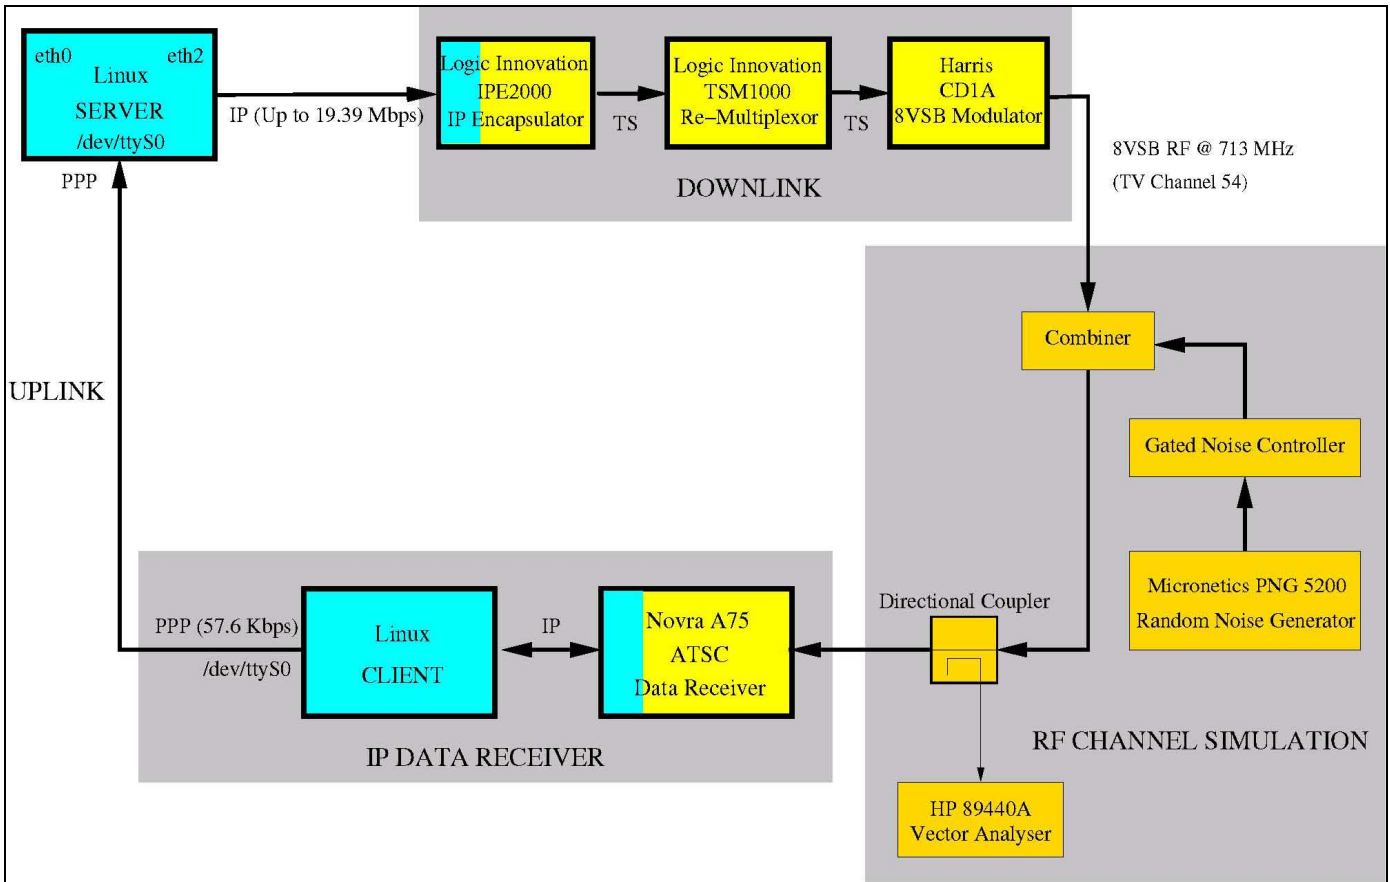 eth0 eth2
Linux
SERVER
/dev/ttyS0
PPP
IP (Up to 19.39 Mbps)
Logic Innovation
IPE2000
IP Encapsulator
TS
Logic Innovation
TSM1000
Re-Multiplexor
TS
Harris
CD1A
8VSB Modulator
DOWNLINK
8VSB RF @ 713 MHz
(TV Channel 54)
Combiner
Gated Noise Controller
Micronetics PNG 5200
Random Noise Generator
Directional Coupler
RF CHANNEL SIMULATION
HP 89440A
Vector Analyser
UPLINK
PPP (57.6 Kbps)
/dev/ttyS0
Linux
CLIENT
IP
Novra A75
ATSC
Data Receiver
IP DATA RECEIVER